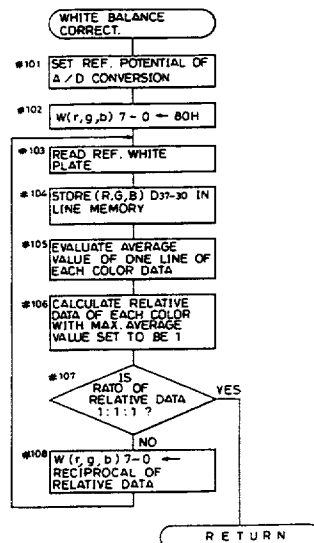 WHITE BALANCE
CORRECT.
#101
SET REF. POTENTIAL OF
A/D CONVERSION
#102
W(r,g,b) 7-0 ← 80H
#103
READ REF. WHITE
PLATE
#104
STORE (R,G,B) D37-30 IN
LINE MEMORY
#105
EVALUATE AVERAGE
VALUE OF ONE LINE OF
EACH COLOR DATA
#106
CALCULATE RELATIVE
DATA OF EACH COLOR
WITH MAX. AVERAGE
VALUE SET TO BE 1
#107
IS
RATO OF
RELATIVE DATA
1:1:1 ?
YES
NO
#108
W(r,g,b) 7-0 ←
RECIPROCAL OF
RELATIVE DATA
RETURN